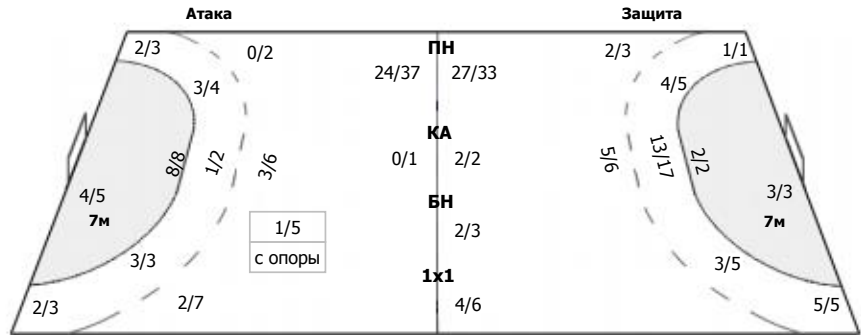 Атака Защита
2/3 0/2 ПН 2/3 1/1
24/37 27/33
3/4 4/5
КА
8/8 1/2 3/6 0/1 2/2 5/6 13/17 2/2
4/5 3/3
7м 7м
БН
1/5 2/3
с опоры
3/3 3/5
1x1
2/3 2/7 4/6 5/5